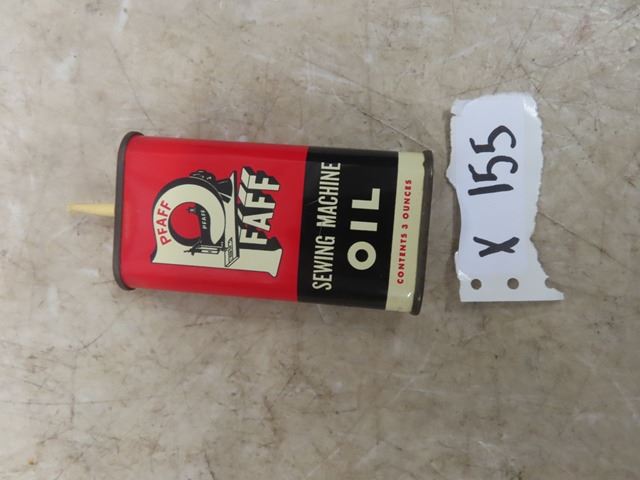 PFAFF
PFAFF
PFAFF
SEWING MACHINE
OIL
CONTENTS 3 OUNCES
X 155